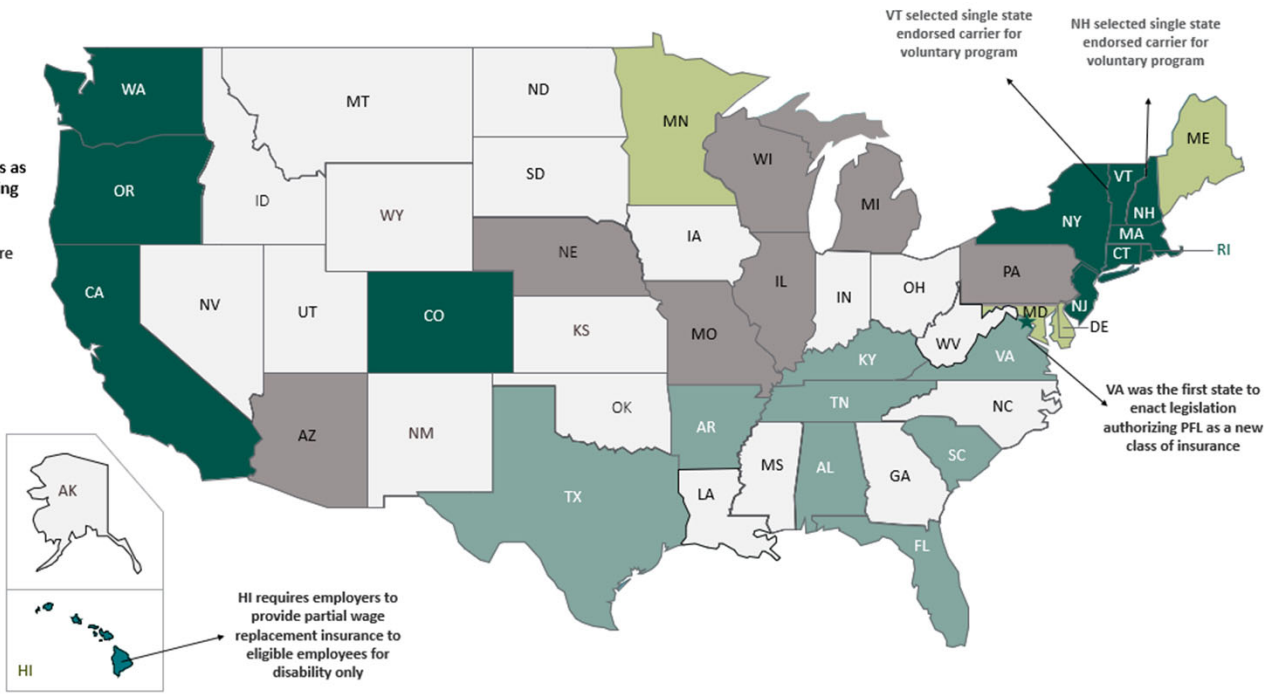 VT selected single state
endorsed carrier for
voluntary program
NH selected single state
endorsed carrier for
voluntary program
WA
MT
ND
MN
ME
s as
ng
OR
ID
SD
WI
VT
WY
MI
NH
NY
MA
IA
re
NE
CT
RI
PA
CA
NV
UT
CO
IL
IN
OH
NJ
MD
DE
KS
MO
WV
VA
KY
VA was the first state to
enact legislation
authorizing PFL as a new
class of insurance
TN
NC
OK
AZ
NM
AR
SC
MS
AL
GA
AK
TX
LA
FL
HI requires employers to
provide partial wage
replacement insurance to
eligible employees for
disability only
HI